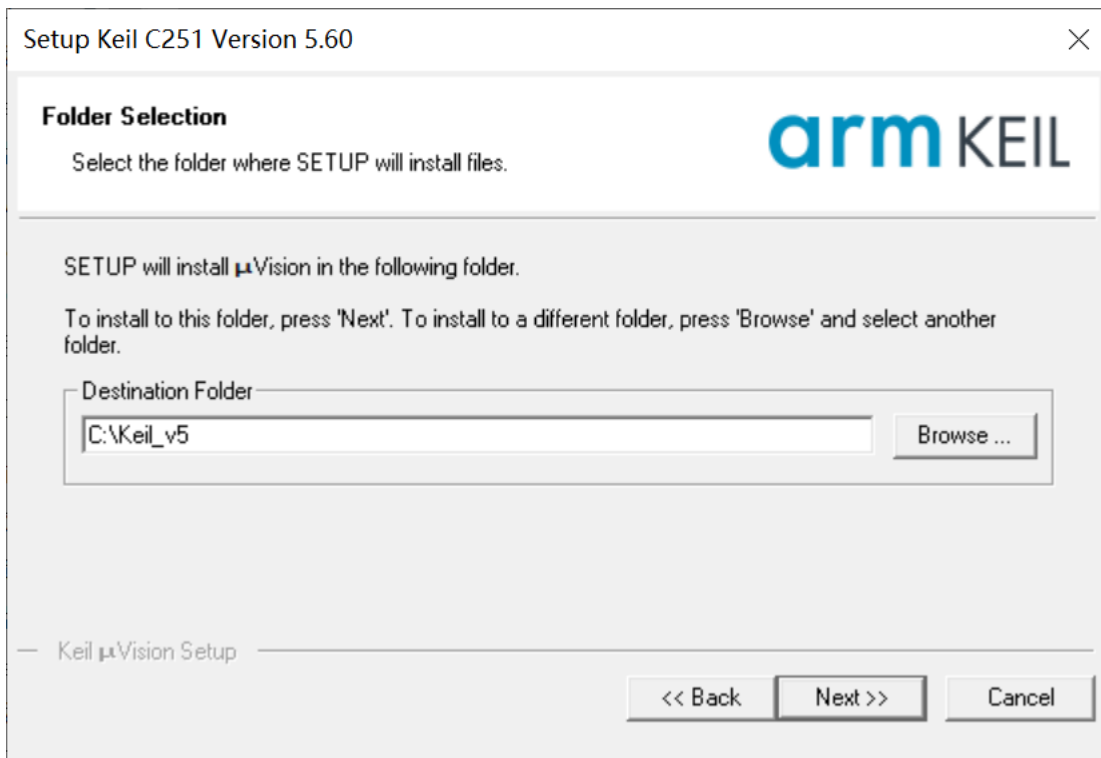 Setup Keil C251 Version 5.60
Folder Selection
Select the folder where SETUP will install files.
arm KEIL
SETUP will install µVision in the following folder.
To install to this folder, press 'Next'. To install to a different folder, press 'Browse' and select another
folder.
Destination Folder
C:\Keil_v5
Browse ...
Keil µVision Setup
<< Back
Next >>
Cancel